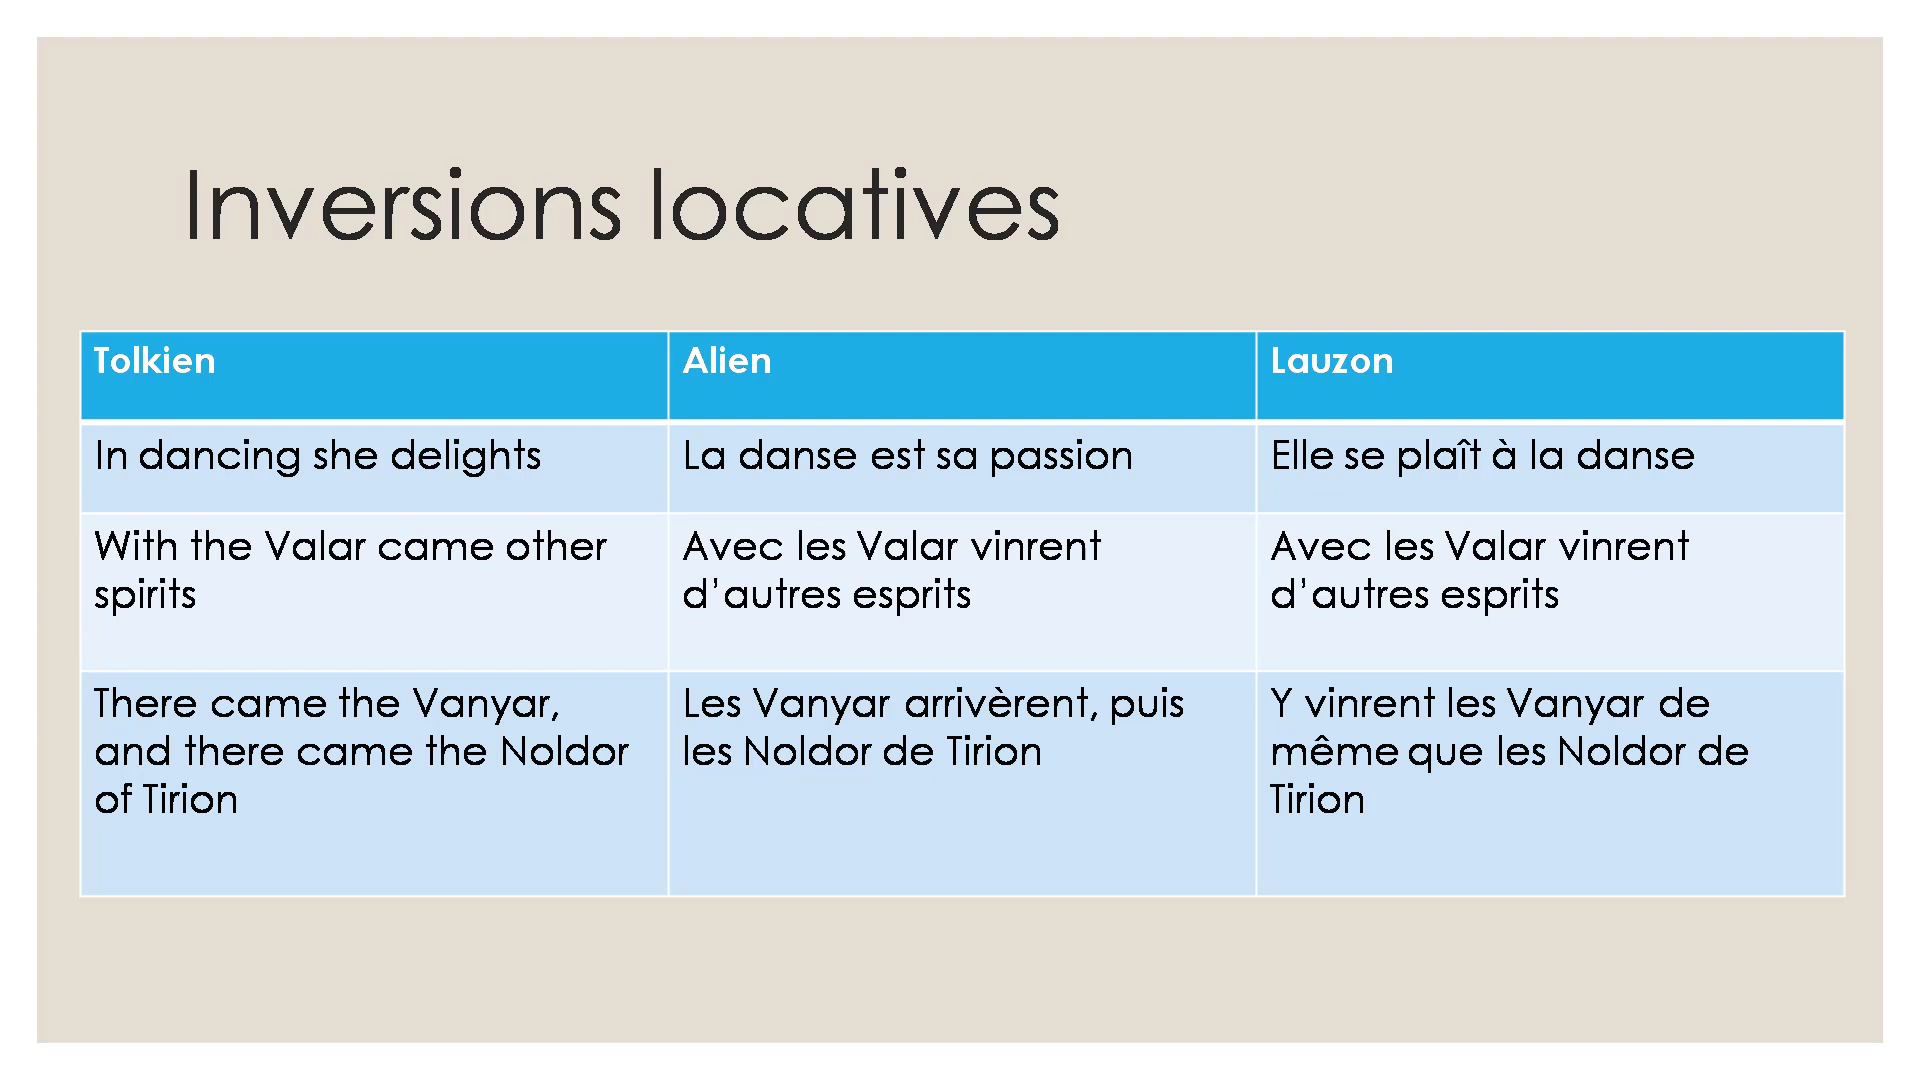 Inversions locatives
Tolkien
Alien
Lauzon
In dancing she delights
La danse est sa passion
Elle se plaît à la danse
With the Valar came other
spirits
Avec les Valar vinrent
d’autres esprits
Avec les Valar vinrent
d’autres esprits
There came the Vanyar,
and there came the Noldor
of Tirion
Les Vanyar arrivèrent, puis
les Noldor de Tirion
Y vinrent les Vanyar de
même que les Noldor de
Tirion